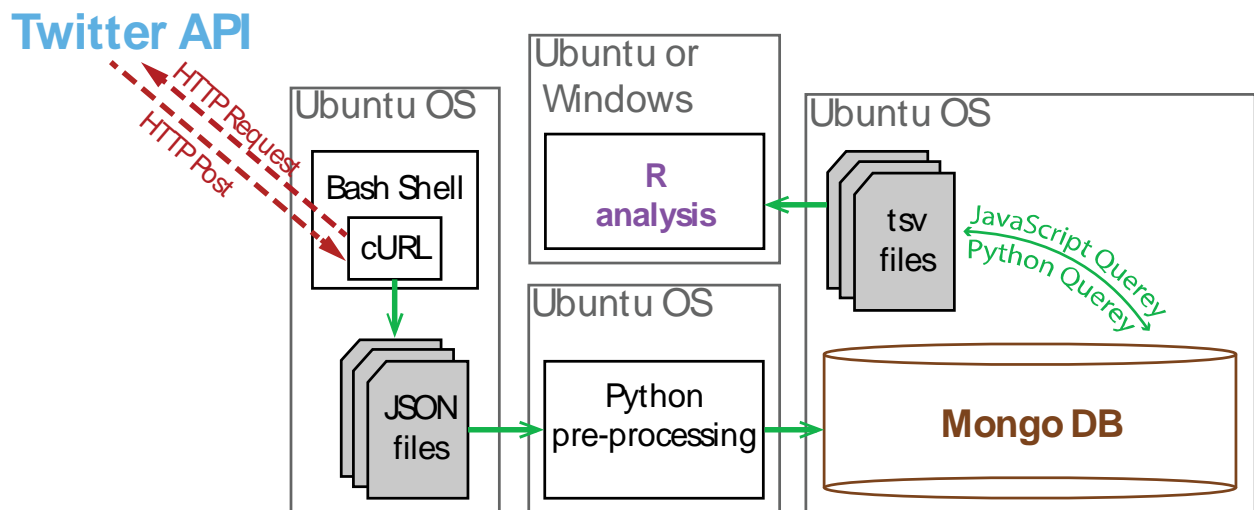 Twitter API
HTTP Request
HTTP Post
Ubuntu OS
Bash Shell
cURL
JSON
files
Ubuntu or
Windows
R
analysis
Ubuntu OS
Python
pre-processing
Ubuntu OS
tsv
files
JavaScript Querey
Python Querey
Mongo DB